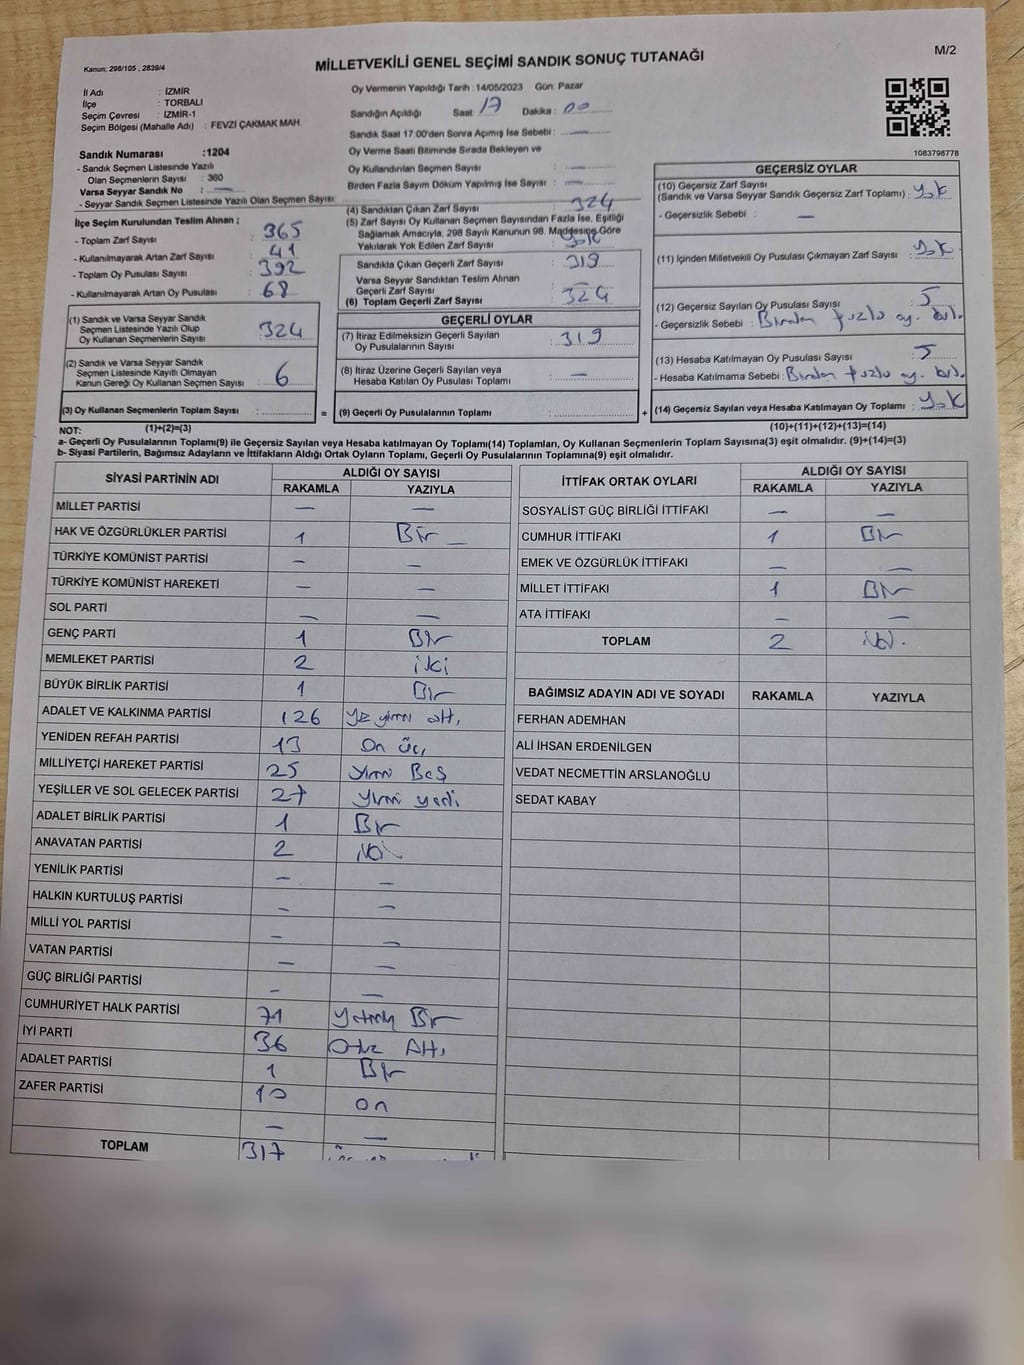 M/2
Kanun; 298/105 , 2839/4
MİLLETVEKİLİ GENEL SEÇİMİ SANDIK SONUÇ TUTANAĞI
İl Adı : İZMİR
İlçe : TORBALI
Seçim Çevresi : İZMİR-1
Seçim Bölgesi (Mahalle Adı) : FEVZİ ÇAKMAK MAH.
Sandık Numarası :1204
- Sandık Seçmen Listesinde Yazılı
Olan Seçmenlerin Sayısı : 360
Varsa Seyyar Sandık No : —
- Seyyar Sandık Seçmen Listesinde Yazılı Olan Seçmen Sayısı:
Oy Vermenin Yapıldığı Tarih : 14/05/2023 Gün: Pazar
Sandığın Açıldığı Saat : 17 Dakika : 00
Sandık Saat 17:00'den Sonra Açımış İse Sebebi : —
Oy Verme Saati Bitiminde Sırada Bekleyen ve
Oy Kullandırılan Seçmen Sayısı —
Birden Fazla Sayım Döküm Yapılmış İse Sayısı : —
1083798778
İlçe Seçim Kurulundan Teslim Alınan ;
- Toplam Zarf Sayısı : 365
- Kullanılmayarak Artan Zarf Sayısı : 41
- Toplam Oy Pusulası Sayısı : 392
- Kullanılmayarak Artan Oy Pusulası : 68
(1) Sandık ve Varsa Seyyar Sandık
Seçmen Listesinde Yazılı Olup
Oy Kullanan Seçmenlerin Sayısı : 324
(2) Sandık ve Varsa Seyyar Sandık
Seçmen Listesinde Kayıtlı Olmayan
Kanun Gereği Oy Kullanan Seçmen Sayısı : 6
(3) Oy Kullanan Seçmenlerin Toplam Sayısı :
(4) Sandıktan Çıkan Zarf Sayısı : 324
(5) Zarf Sayısı Oy Kullanan Seçmen Sayısından Fazla İse, Eşitliği
Sağlamak Amacıyla, 298 Sayılı Kanunun 98. Maddesine Göre
Yakılarak Yok Edilen Zarf Sayısı : Yok
Sandıkta Çıkan Geçerli Zarf Sayısı : 319
Varsa Seyyar Sandıktan Teslim Alınan
Geçerli Zarf Sayısı : —
(6) Toplam Geçerli Zarf Sayısı : 324
GEÇERLİ OYLAR
(7) İtiraz Edilmeksizin Geçerli Sayılan
Oy Pusulalarının Sayısı : 319
(8) İtiraz Üzerine Geçerli Sayılan veya
Hesaba Katılan Oy Pusulası Toplamı : —
= (9) Geçerli Oy Pusulalarının Toplamı : +
GEÇERSİZ OYLAR
(10) Geçersiz Zarf Sayısı
(Sandık ve Varsa Seyyar Sandık Geçersiz Zarf Toplamı) : Yok
- Geçersizlik Sebebi : —
(11) İçinden Milletvekili Oy Pusulası Çıkmayan Zarf Sayısı : Yok
(12) Geçersiz Sayılan Oy Pusulası Sayısı : 5
- Geçersizlik Sebebi : Birden fazla oy. kul.
(13) Hesaba Katılmayan Oy Pusulası Sayısı : 5
- Hesaba Katılmama Sebebi : Birden fazla oy. kul.
(14) Geçersiz Sayılan veya Hesaba Katılmayan Oy Toplamı : Yok
NOT: (1)+(2)=(3)
(10)+(11)+(12)+(13)=(14)
a- Geçerli Oy Pusulalarının Toplamı(9) ile Geçersiz Sayılan veya Hesaba katılmayan Oy Toplamı(14) Toplamları, Oy Kullanan Seçmenlerin Toplam Sayısına(3) eşit olmalıdır. (9)+(14)=(3)
b- Siyasi Partilerin, Bağımsız Adayların ve İttifakların Aldığı Ortak Oyların Toplamı, Geçerli Oy Pusulalarının Toplamına(9) eşit olmalıdır.
SİYASİ PARTİNİN ADI ALDIĞI OY SAYISI
RAKAMLA YAZIYLA
MİLLET PARTİSİ — —
HAK VE ÖZGÜRLÜKLER PARTİSİ 1 Bir
TÜRKİYE KOMÜNİST PARTİSİ — —
TÜRKİYE KOMÜNİST HAREKETİ — —
SOL PARTİ — —
GENÇ PARTİ 1 Bir
MEMLEKET PARTİSİ 2 iki
BÜYÜK BİRLİK PARTİSİ 1 Bir
ADALET VE KALKINMA PARTİSİ 126 Yüz yirmi altı
YENİDEN REFAH PARTİSİ 13 On üç
MİLLİYETÇİ HAREKET PARTİSİ 25 Yirmi Beş
YEŞİLLER VE SOL GELECEK PARTİSİ 27 Yirmi yedi
ADALET BİRLİK PARTİSİ 1 Bir
ANAVATAN PARTİSİ 2 iki
YENİLİK PARTİSİ — —
HALKIN KURTULUŞ PARTİSİ — —
MİLLİ YOL PARTİSİ — —
VATAN PARTİSİ — —
GÜÇ BİRLİĞİ PARTİSİ — —
CUMHURİYET HALK PARTİSİ 71 Yetmiş Bir
İYİ PARTİ 36 Otuz Altı
ADALET PARTİSİ 1 Bir
ZAFER PARTİSİ 10 on
— —
TOPLAM 317
İTTİFAK ORTAK OYLARI ALDIĞI OY SAYISI
RAKAMLA YAZIYLA
SOSYALİST GÜÇ BİRLİĞİ İTTİFAKI — —
CUMHUR İTTİFAKI 1 Bir
EMEK VE ÖZGÜRLÜK İTTİFAKI — —
MİLLET İTTİFAKI 1 Bir
ATA İTTİFAKI — —
TOPLAM 2 iki
BAĞIMSIZ ADAYIN ADI VE SOYADI RAKAMLA YAZIYLA
FERHAN ADEMHAN
ALİ İHSAN ERDENİLGEN
VEDAT NECMETTİN ARSLANOĞLU
SEDAT KABAY